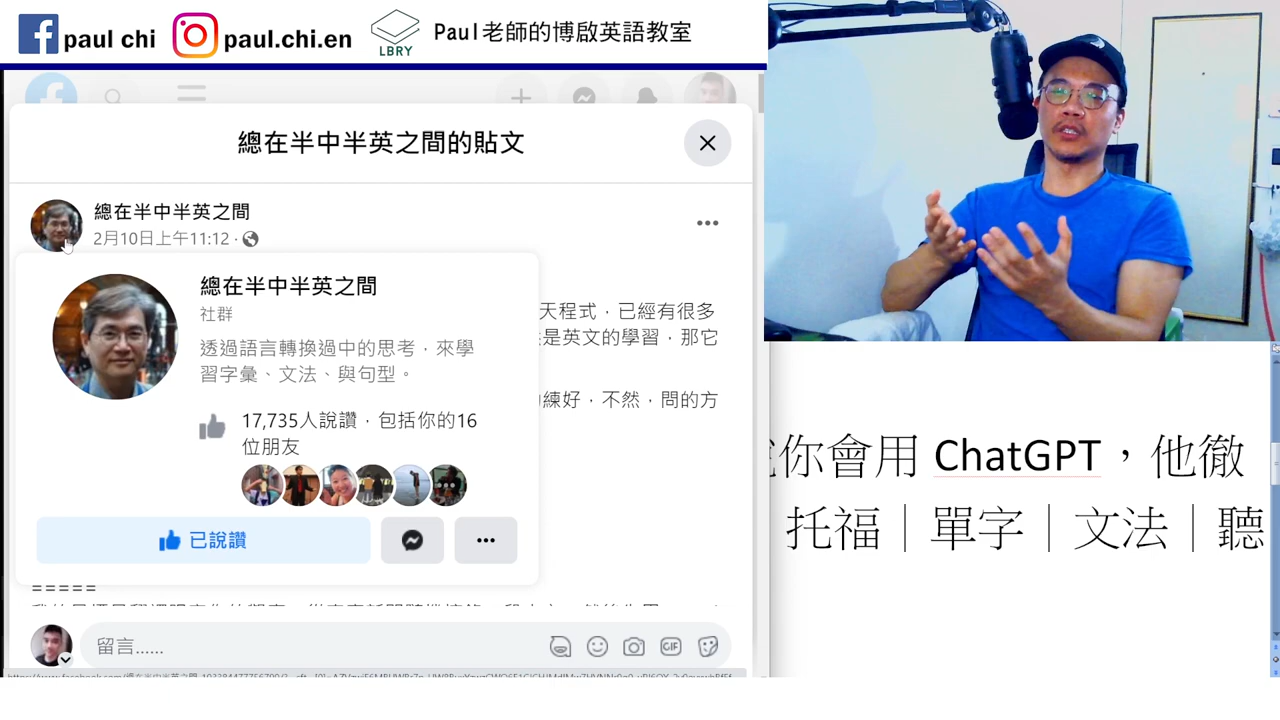 paul chi
paul.chi.en
LBRY
Paul老師的博啟英語教室
總在半中半英之間的貼文
總在半中半英之間
2月10日上午11:12
總在半中半英之間
社群
透過語言轉換過中的思考，來學
習字彙、文法、與句型。
17,735人說讚，包括你的16
位朋友
已說讚
天程式，已經有很多
是英文的學習，那它
練好，不然，問的方
=====
留言......
GIF
你會用 ChatGPT，他徹
托福｜單字｜文法｜聽